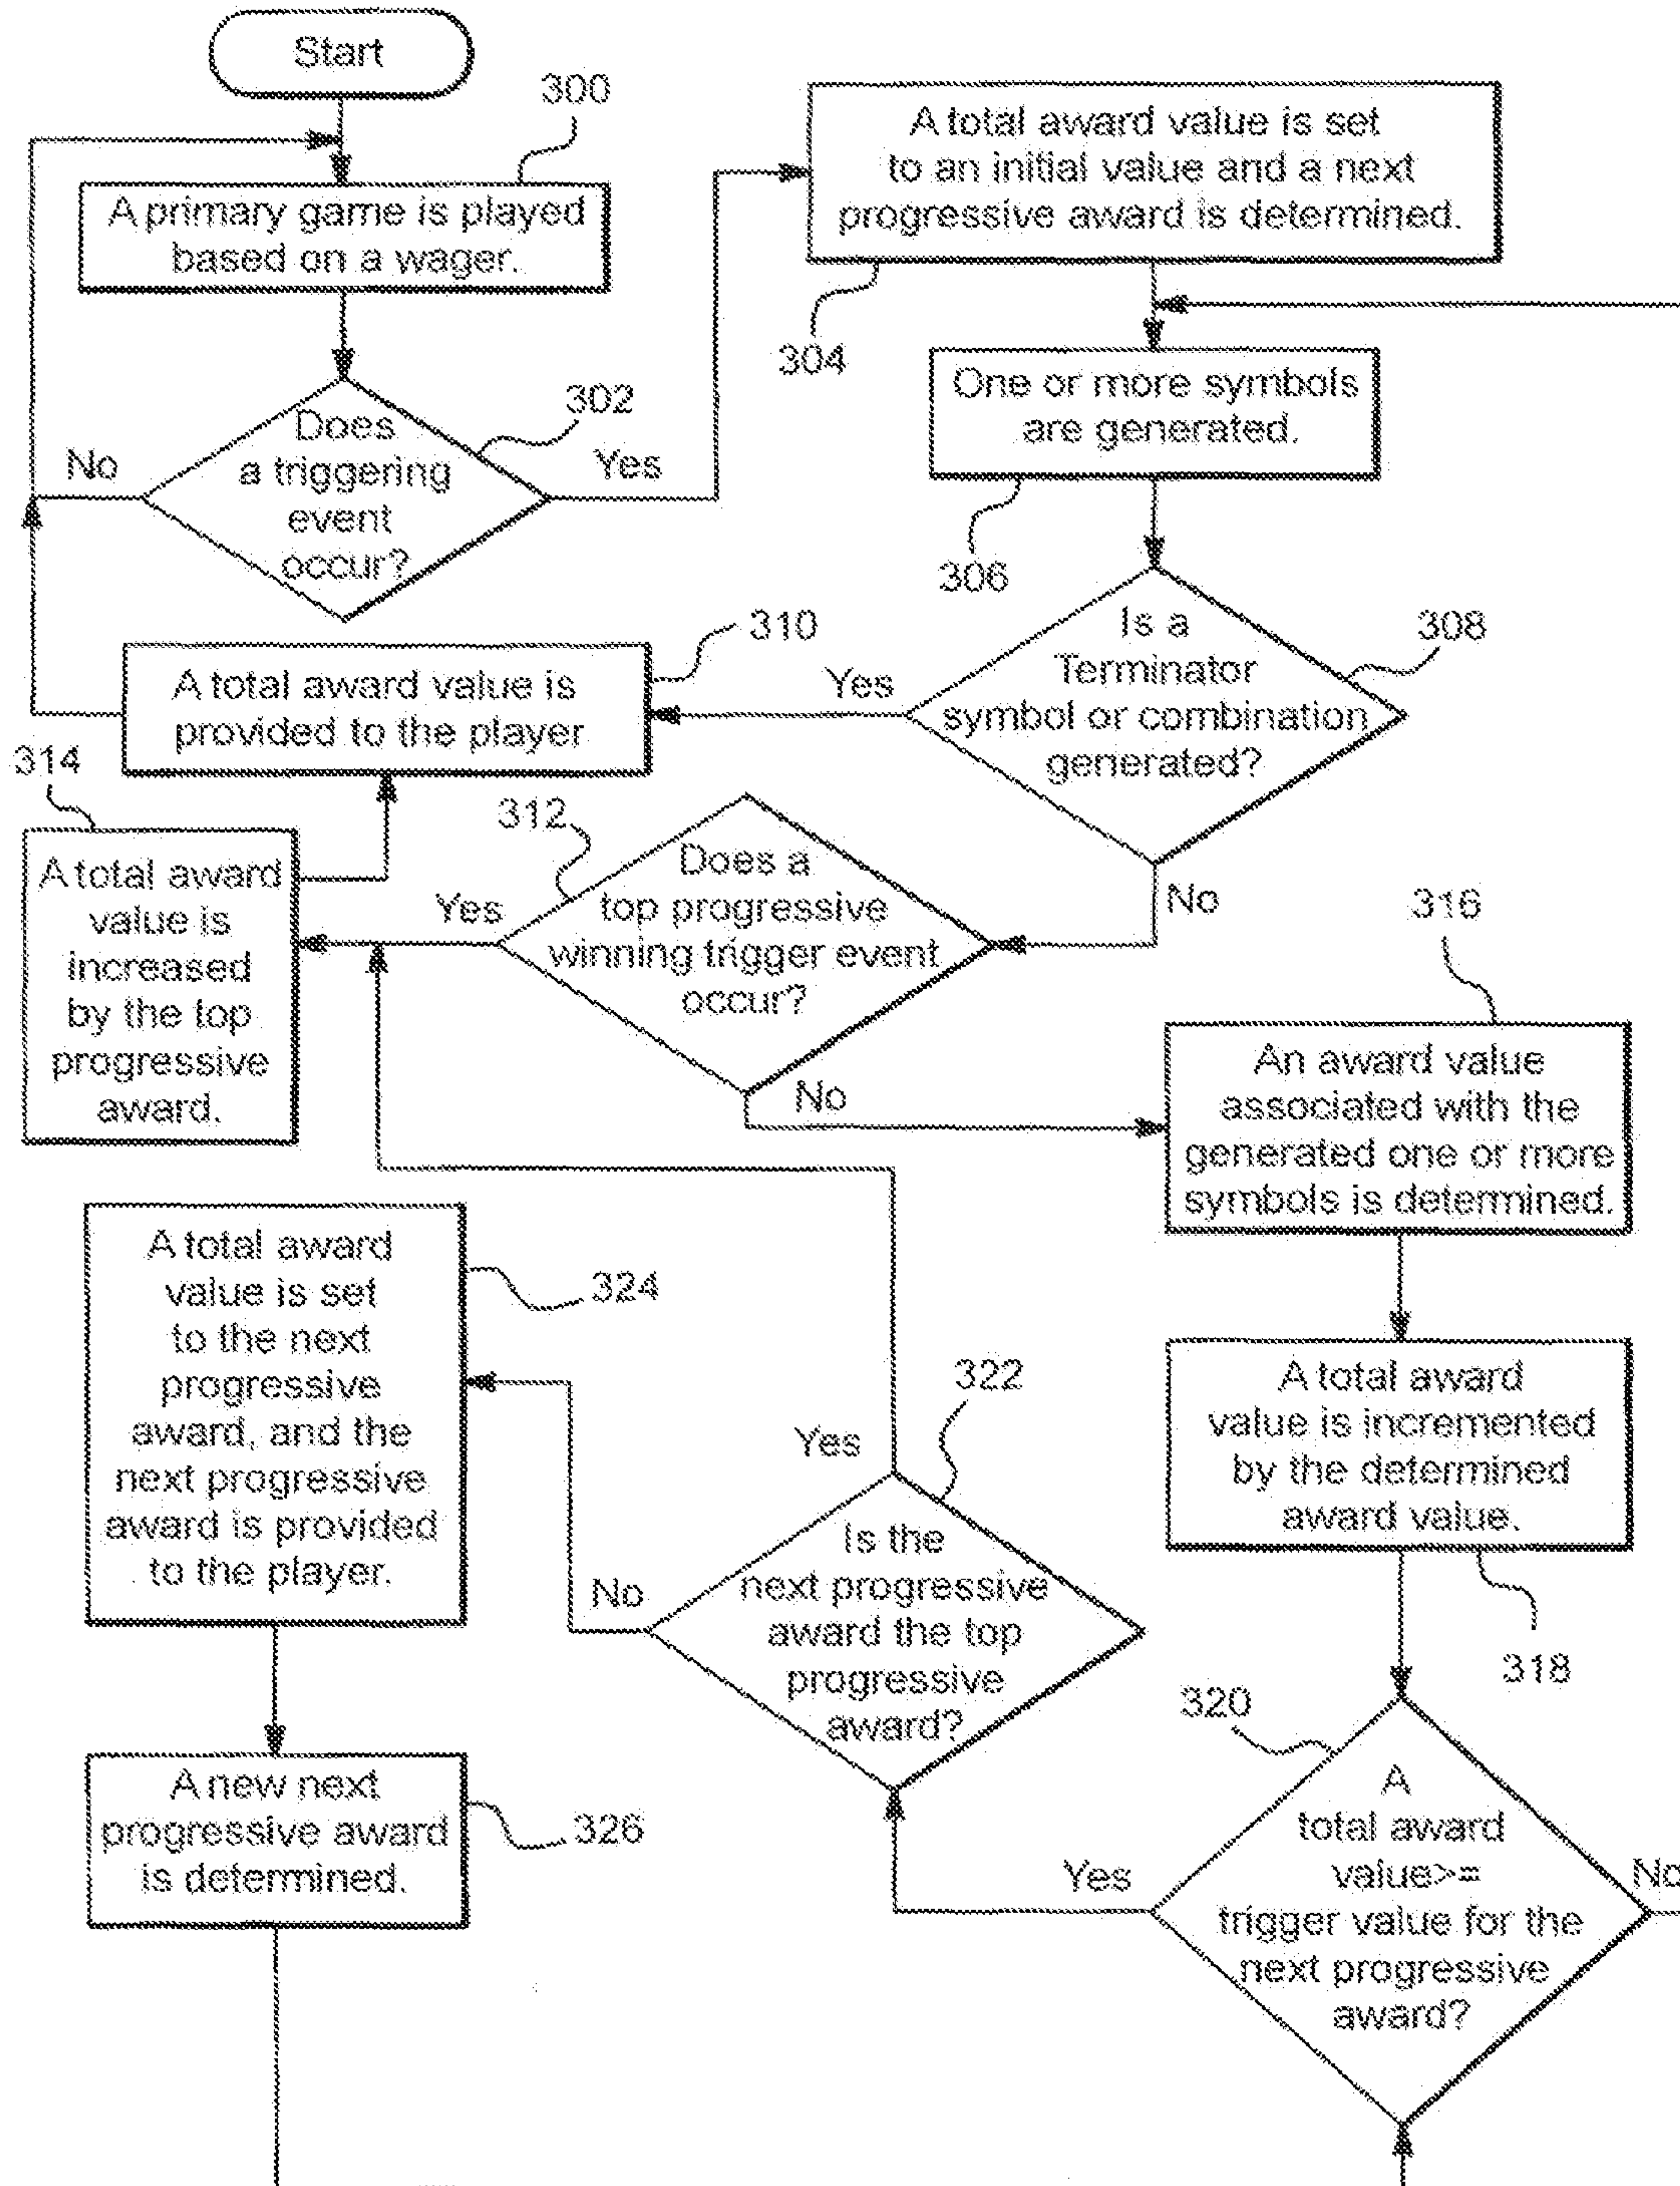 Start
300
A primary game is played
based on a wager.
302
Does
a triggering
event
occur?
No
Yes
A total award value is set
to an initial value and a next
progressive award is determined.
304
One or more symbols
are generated.
306
Is a
Terminator
symbol or combination
generated?
308
Yes
No
310
A total award value is
provided to the player
312
Does a
top progressive
winning trigger event
occur?
Yes
No
314
A total award
value is
increased
by the top
progressive
award.
316
An award value
associated with the
generated one or more
symbols is determined.
A total award
value is incremented
by the determined
award value.
318
320
A
total award
value>=
trigger value for the
next progressive
award?
Yes
No
322
Is the
next progressive
award the top
progressive
award?
Yes
No
324
A total award
value is set
to the next
progressive
award, and the
next progressive
award is provided
to the player.
A new next
progressive award
is determined.
326